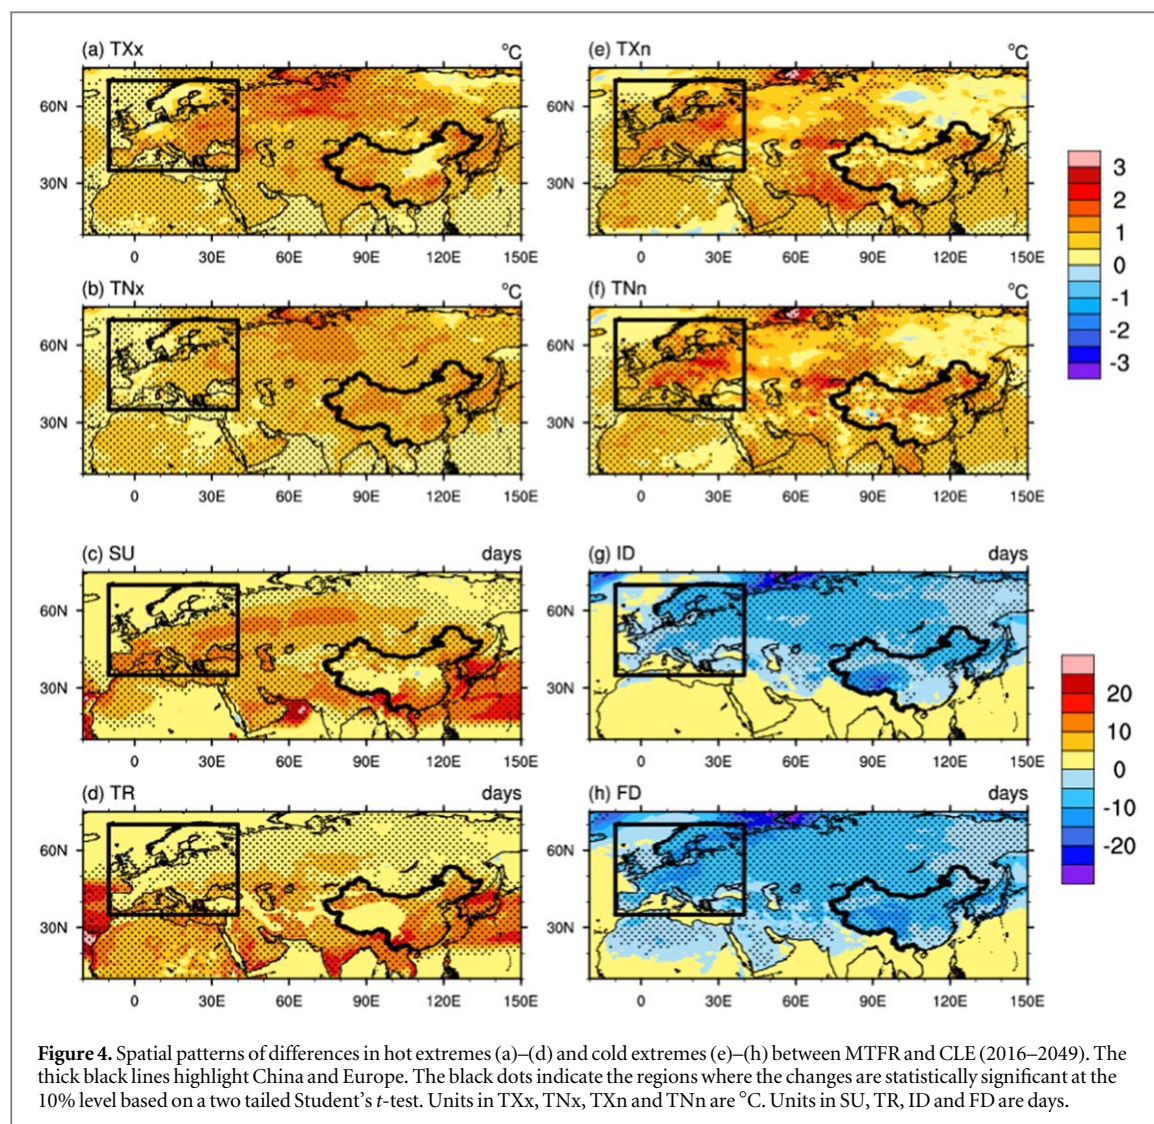 (a) TXx °C
60N
30N
0 30E 60E 90E 120E 150E
(e) TXn °C
60N
30N
0 30E 60E 90E 120E 150E
(b) TNx °C
60N
30N
0 30E 60E 90E 120E 150E
(f) TNn °C
60N
30N
0 30E 60E 90E 120E 150E
3
2
1
0
-1
-2
-3
(c) SU days
60N
30N
0 30E 60E 90E 120E 150E
(g) ID days
60N
30N
0 30E 60E 90E 120E 150E
(d) TR days
60N
30N
0 30E 60E 90E 120E 150E
(h) FD days
60N
30N
0 30E 60E 90E 120E 150E
20
10
0
-10
-20
Figure 4. Spatial patterns of differences in hot extremes (a)–(d) and cold extremes (e)–(h) between MTFR and CLE (2016–2049). The
thick black lines highlight China and Europe. The black dots indicate the regions where the changes are statistically significant at the
10% level based on a two tailed Student's t-test. Units in TXx, TNx, TXn and TNn are °C. Units in SU, TR, ID and FD are days.